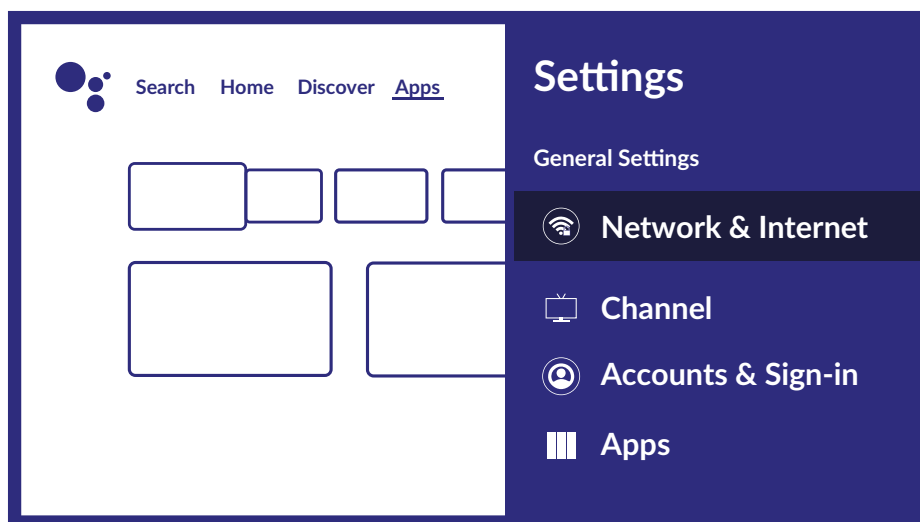 Search Home Discover Apps
Settings
General Settings
Network & Internet
Channel
Accounts & Sign-in
Apps